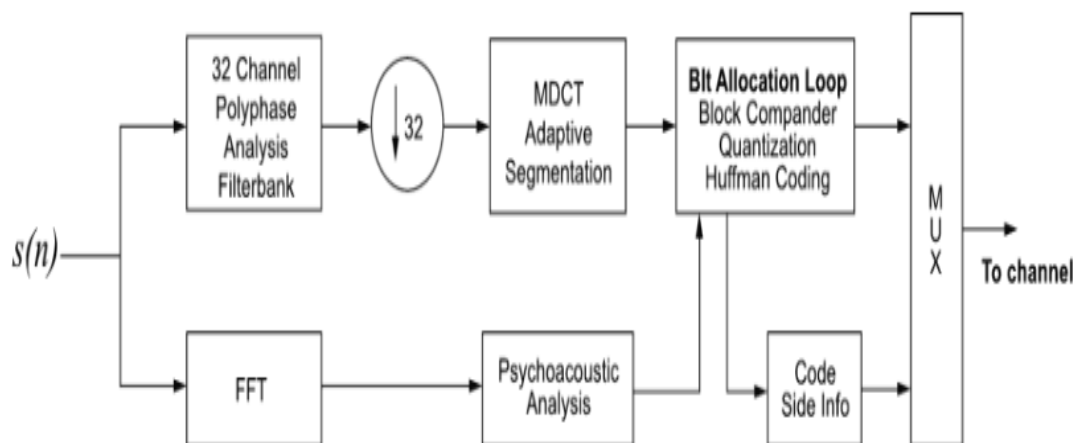 32 Channel
Polyphase
Analysis
Filterbank
32
MDCT
Adaptive
Segmentation
BIt Allocation Loop
Block Compander
Quantization
Huffman Coding
M
U
X
s(n)
To channel
FFT
Psychoacoustic
Analysis
Code
Side Info